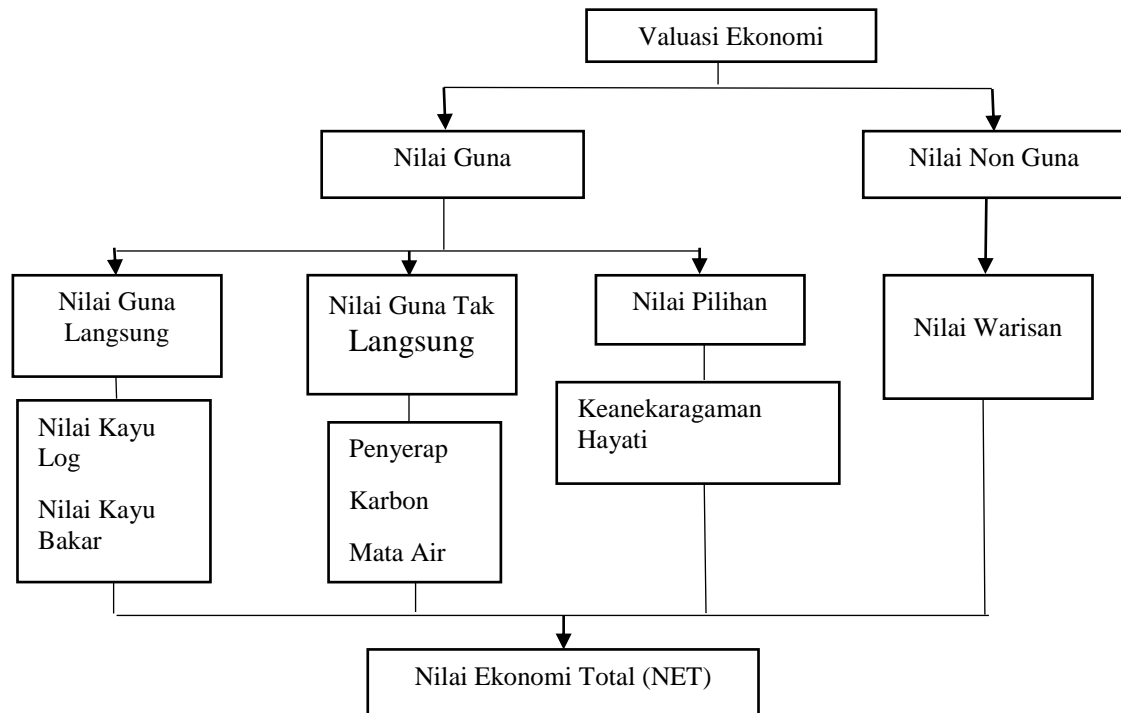 Valuasi Ekonomi
Nilai Guna
Nilai Non Guna
Nilai Guna
Langsung
Nilai Guna Tak
Langsung
Nilai Pilihan
Nilai Warisan
Nilai Kayu
Log
Nilai Kayu
Bakar
Penyerap
Karbon
Mata Air
Keanekaragaman
Hayati
Nilai Ekonomi Total (NET)